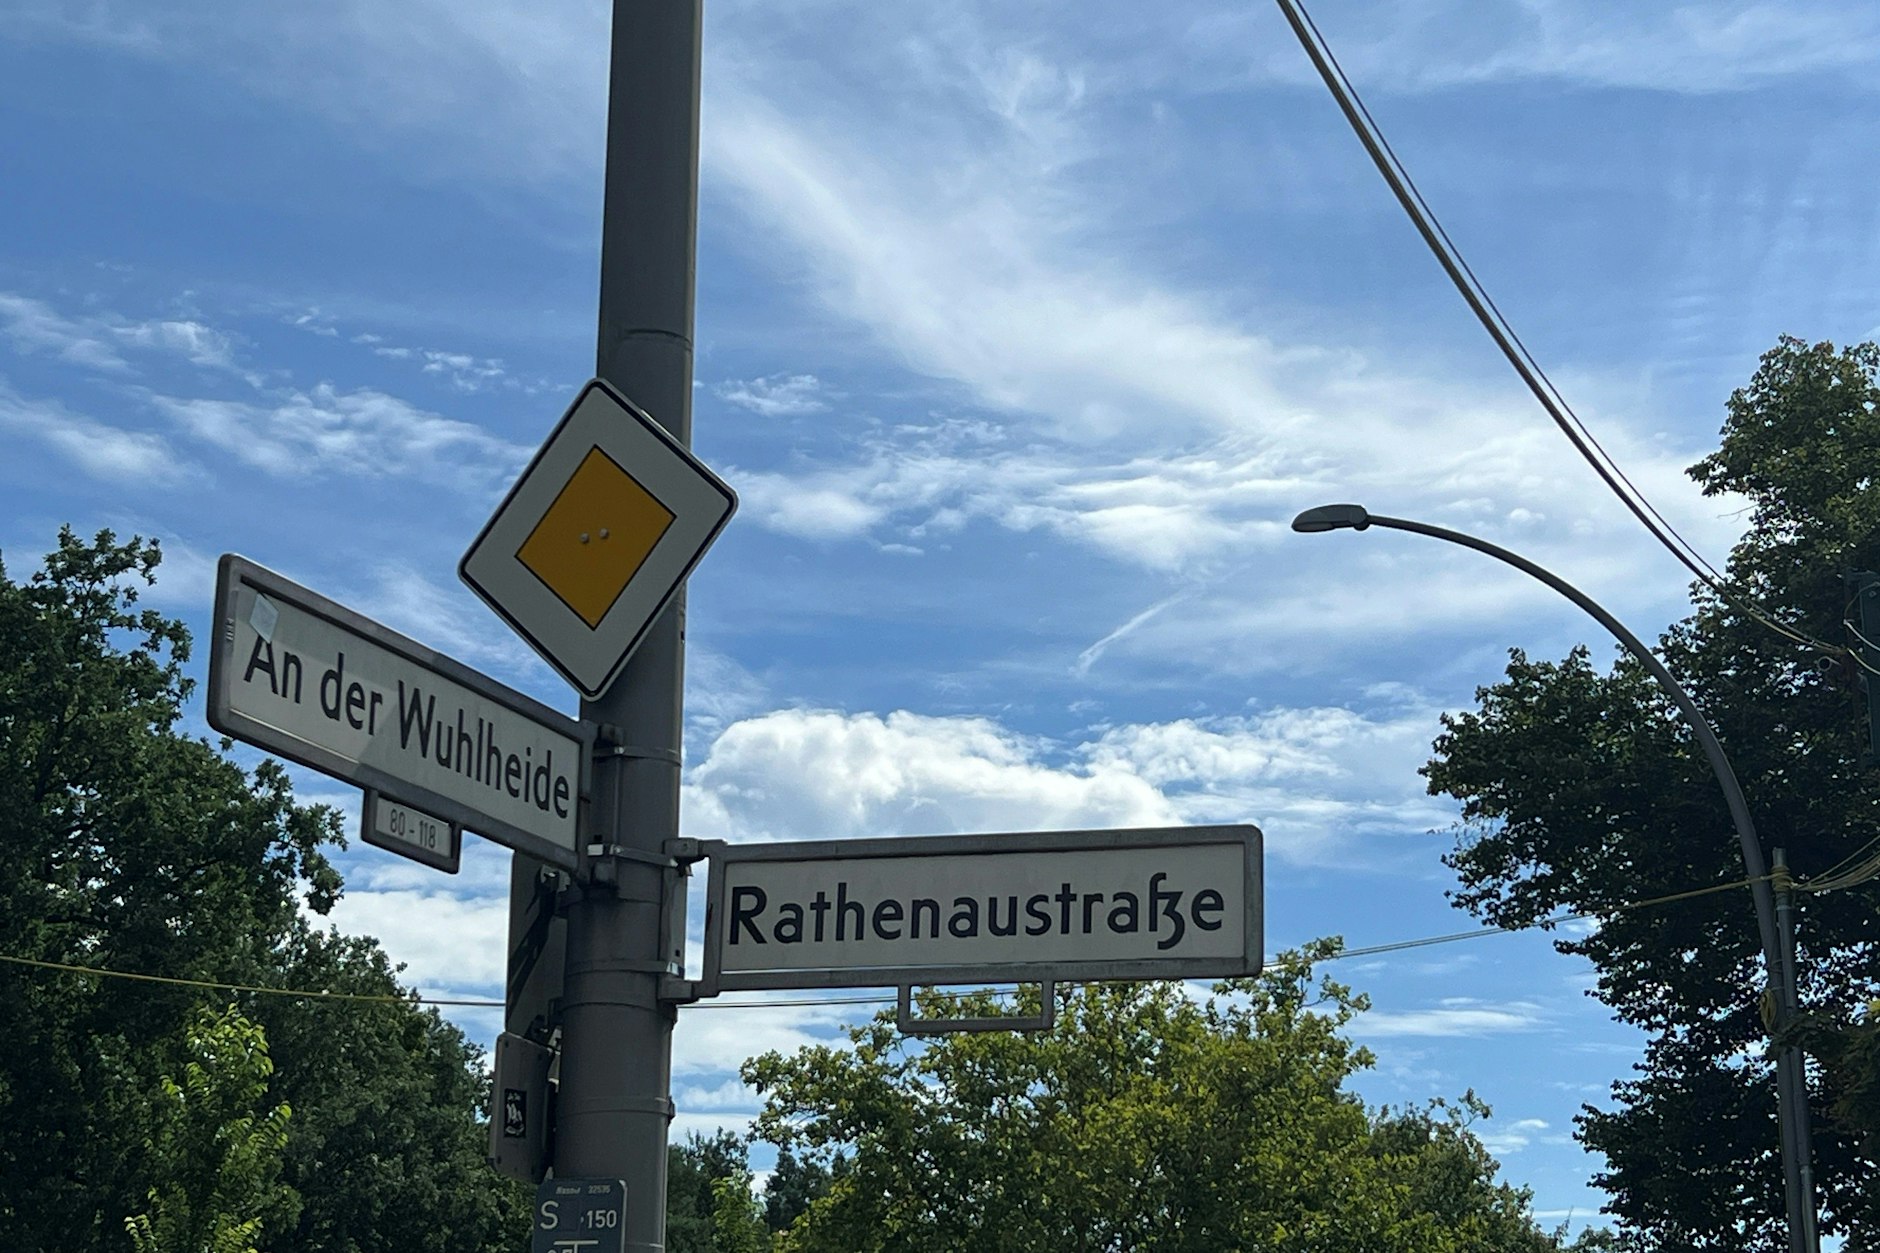 An der Wuhlheide
80 - 118
Rathenaustraße
S 150